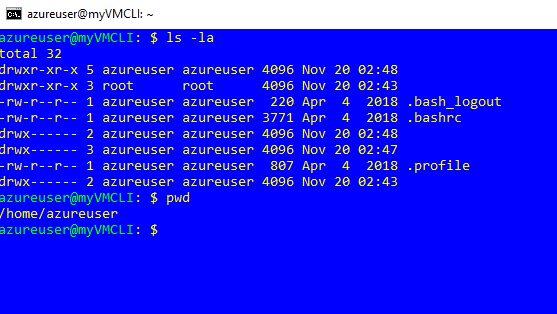 azureuser@myVMCLI: ~
azureuser@myVMCLI: $ ls -la
total 32
drwxr-xr-x 5 azureuser azureuser 4096 Nov 20 02:48
drwxr-xr-x 3 root      root      4096 Nov 20 02:43
-rw-r--r-- 1 azureuser azureuser  220 Apr  4  2018 .bash_logout
-rw-r--r-- 1 azureuser azureuser 3771 Apr  4  2018 .bashrc
drwx------ 2 azureuser azureuser 4096 Nov 20 02:48
drwx------ 3 azureuser azureuser 4096 Nov 20 02:47
-rw-r--r-- 1 azureuser azureuser  807 Apr  4  2018 .profile
drwx------ 2 azureuser azureuser 4096 Nov 20 02:43
azureuser@myVMCLI: $ pwd
/home/azureuser
azureuser@myVMCLI: $